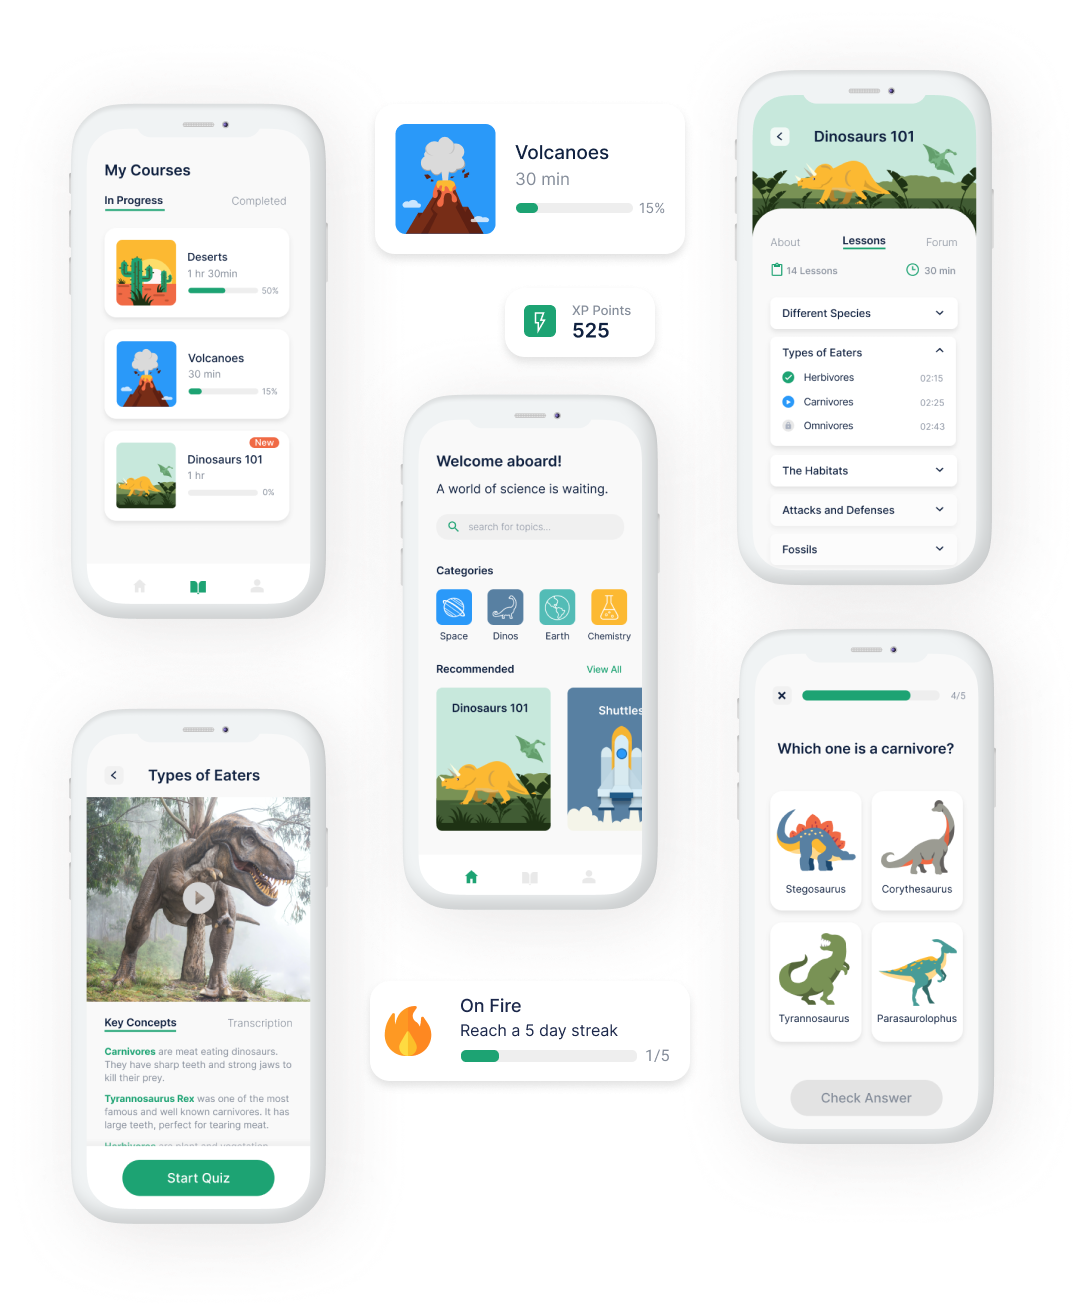 My Courses
In Progress
Completed
Deserts
1 hr 30min
50%
Volcanoes
30 min
15%
New
Dinosaurs 101
1 hr
0%
Volcanoes
30 min
15%
XP Points
525
Welcome aboard!
A world of science is waiting.
search for topics...
Categories
Space
Dinos
Earth
Chemistry
Recommended
View All
Dinosaurs 101
Shuttles
Dinosaurs 101
About
Lessons
Forum
14 Lessons
30 min
Different Species
Types of Eaters
Herbivores
02:15
Carnivores
02:25
Omnivores
02:43
The Habitats
Attacks and Defenses
Fossils
Types of Eaters
Key Concepts
Transcription
Carnivores are meat eating dinosaurs.
They have sharp teeth and strong jaws to
kill their prey.
Tyrannosaurus Rex was one of the most
famous and well known carnivores. It has
large teeth, perfect for tearing meat.
Herbivores are plant and vegetation
Start Quiz
On Fire
Reach a 5 day streak
1/5
4/5
Which one is a carnivore?
Stegosaurus
Corythesaurus
Tyrannosaurus
Parasaurolophus
Check Answer